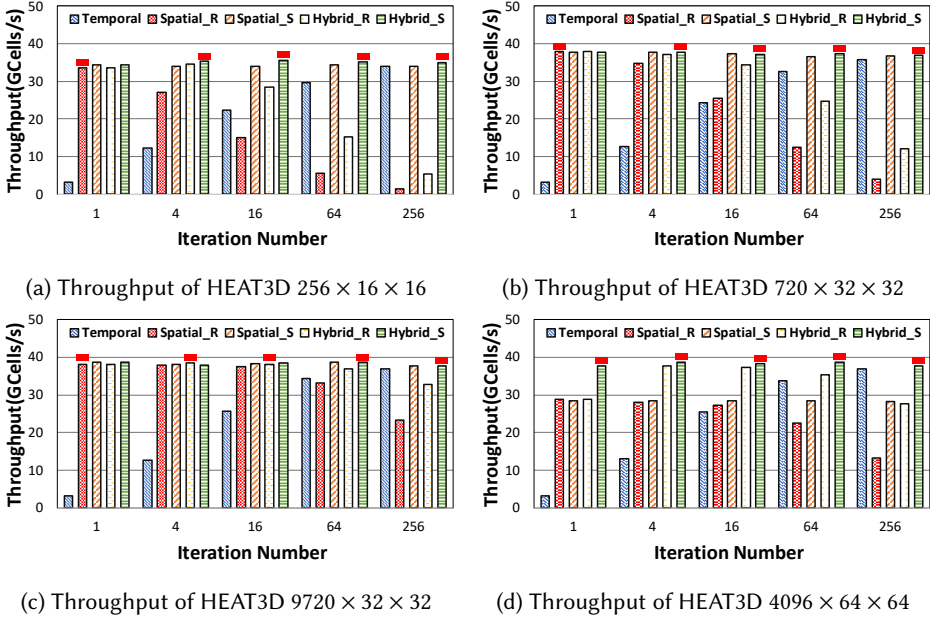 50
40
30
20
10
0
Throughput(GCells/s)
Temporal Spatial_R Spatial_S Hybrid_R Hybrid_S
1 4 16 64 256
Iteration Number
(a) Throughput of HEAT3D 256 × 16 × 16
50
40
30
20
10
0
Throughput(GCells/s)
Temporal Spatial_R Spatial_S Hybrid_R Hybrid_S
1 4 16 64 256
Iteration Number
(b) Throughput of HEAT3D 720 × 32 × 32
50
40
30
20
10
0
Throughput(GCells/s)
Temporal Spatial_R Spatial_S Hybrid_R Hybrid_S
1 4 16 64 256
Iteration Number
(c) Throughput of HEAT3D 9720 × 32 × 32
50
40
30
20
10
0
Throughput(GCells/s)
Temporal Spatial_R Spatial_S Hybrid_R Hybrid_S
1 4 16 64 256
Iteration Number
(d) Throughput of HEAT3D 4096 × 64 × 64